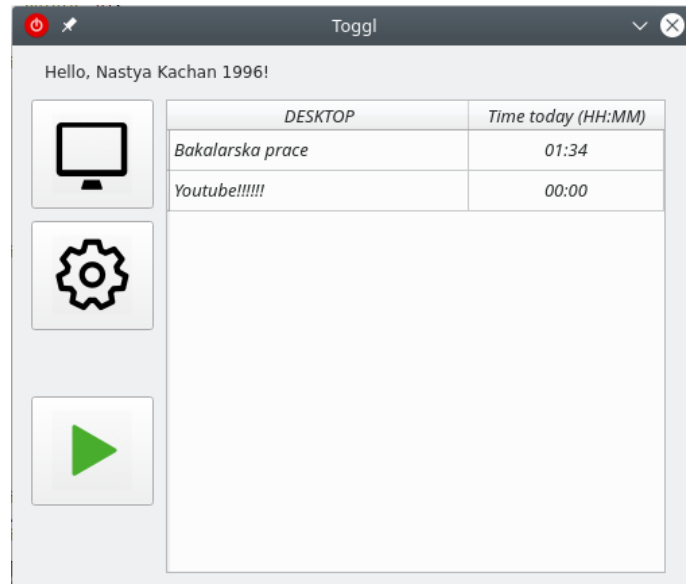 Toggl
Hello, Nastya Kachan 1996!
DESKTOP Time today (HH:MM)
Bakalarska prace 01:34
Youtube!!!!!! 00:00